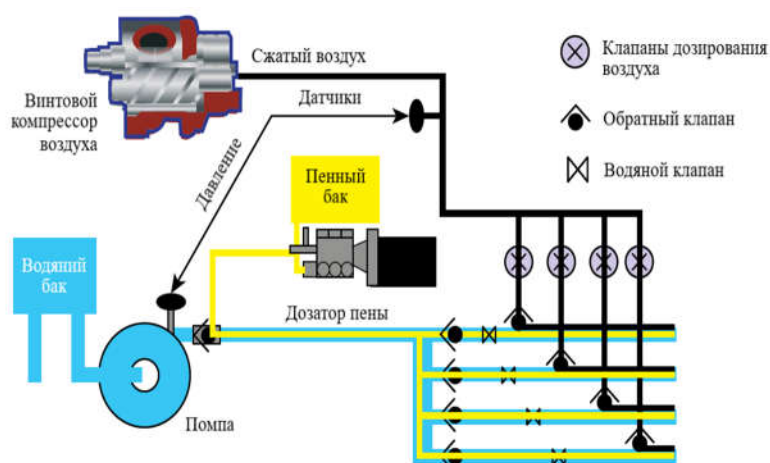 Сжатый воздух
Винтовой
компрессор
воздуха
Датчики
Давление
Пенный
бак
Водяний
бак
Дозатор пены
Помпа
Клапаны дозирования
воздуха
Обратный клапан
Водяной клапан